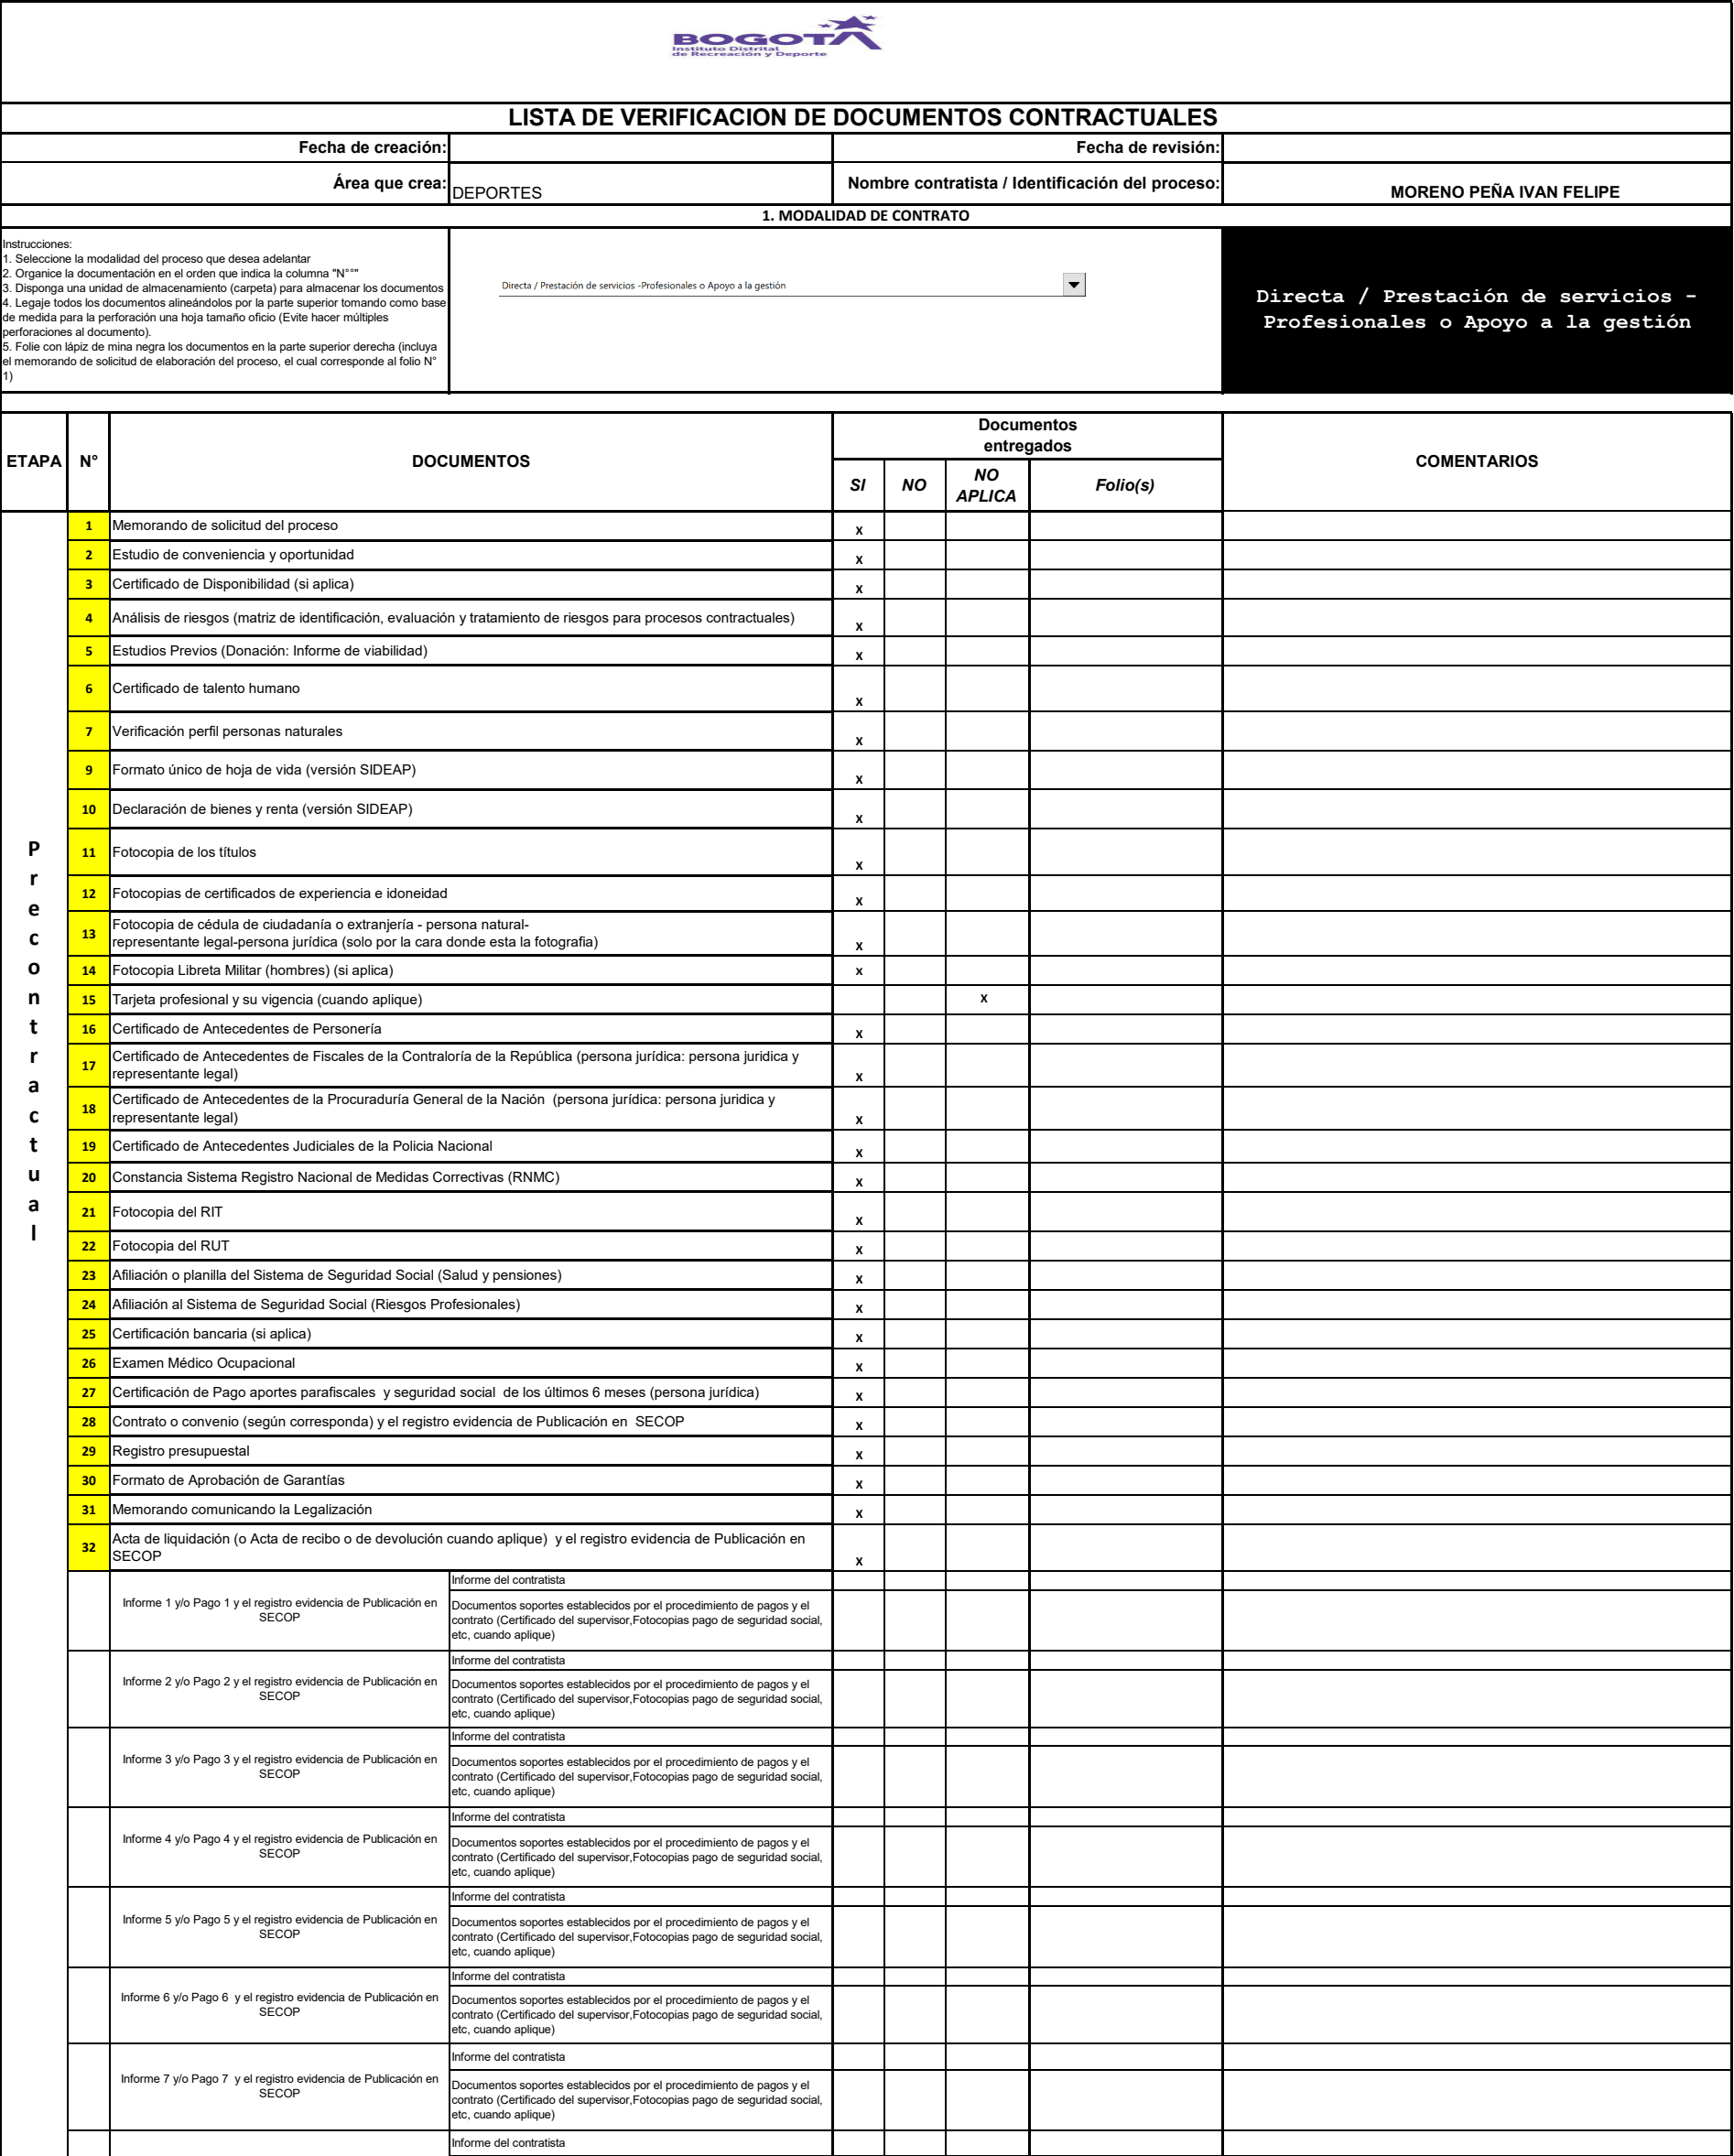 BOGOTA
Instituto Distrital
de Recreación y Deporte
LISTA DE VERIFICACION DE DOCUMENTOS CONTRACTUALES
Fecha de creación:
Fecha de revisión:
Área que crea: DEPORTES
Nombre contratista / Identificación del proceso: MORENO PEÑA IVAN FELIPE
1. MODALIDAD DE CONTRATO
Instrucciones:
1. Seleccione la modalidad del proceso que desea adelantar
2. Organice la documentación en el orden que indica la columna "N°°"
3. Disponga una unidad de almacenamiento (carpeta) para almacenar los documentos
4. Legaje todos los documentos alineándolos por la parte superior tomando como base
de medida para la perforación una hoja tamaño oficio (Evite hacer múltiples
perforaciones al documento).
5. Folie con lápiz de mina negra los documentos en la parte superior derecha (incluya
el memorando de solicitud de elaboración del proceso, el cual corresponde al folio N°
1)
Directa / Prestación de servicios -Profesionales o Apoyo a la gestión
Directa / Prestación de servicios -
Profesionales o Apoyo a la gestión
ETAPA N° DOCUMENTOS
Documentos
entregados
SI NO NO APLICA Folio(s)
COMENTARIOS
Precontractual
1 Memorando de solicitud del proceso x
2 Estudio de conveniencia y oportunidad x
3 Certificado de Disponibilidad (si aplica) x
4 Análisis de riesgos (matriz de identificación, evaluación y tratamiento de riesgos para procesos contractuales) x
5 Estudios Previos (Donación: Informe de viabilidad) x
6 Certificado de talento humano x
7 Verificación perfil personas naturales x
9 Formato único de hoja de vida (versión SIDEAP) x
10 Declaración de bienes y renta (versión SIDEAP) x
11 Fotocopia de los títulos x
12 Fotocopias de certificados de experiencia e idoneidad x
13 Fotocopia de cédula de ciudadanía o extranjería - persona natural-
representante legal-persona jurídica (solo por la cara donde esta la fotografia) x
14 Fotocopia Libreta Militar (hombres) (si aplica) x
15 Tarjeta profesional y su vigencia (cuando aplique) x
16 Certificado de Antecedentes de Personería x
17 Certificado de Antecedentes de Fiscales de la Contraloría de la República (persona jurídica: persona juridica y
representante legal) x
18 Certificado de Antecedentes de la Procuraduría General de la Nación (persona jurídica: persona juridica y
representante legal) x
19 Certificado de Antecedentes Judiciales de la Policia Nacional x
20 Constancia Sistema Registro Nacional de Medidas Correctivas (RNMC) x
21 Fotocopia del RIT x
22 Fotocopia del RUT x
23 Afiliación o planilla del Sistema de Seguridad Social (Salud y pensiones) x
24 Afiliación al Sistema de Seguridad Social (Riesgos Profesionales) x
25 Certificación bancaria (si aplica) x
26 Examen Médico Ocupacional x
27 Certificación de Pago aportes parafiscales y seguridad social de los últimos 6 meses (persona jurídica) x
28 Contrato o convenio (según corresponda) y el registro evidencia de Publicación en SECOP x
29 Registro presupuestal x
30 Formato de Aprobación de Garantías x
31 Memorando comunicando la Legalización x
32 Acta de liquidación (o Acta de recibo o de devolución cuando aplique) y el registro evidencia de Publicación en
SECOP x
Informe 1 y/o Pago 1 y el registro evidencia de Publicación en
SECOP
Informe del contratista
Documentos soportes establecidos por el procedimiento de pagos y el
contrato (Certificado del supervisor,Fotocopias pago de seguridad social,
etc, cuando aplique)
Informe 2 y/o Pago 2 y el registro evidencia de Publicación en
SECOP
Informe del contratista
Documentos soportes establecidos por el procedimiento de pagos y el
contrato (Certificado del supervisor,Fotocopias pago de seguridad social,
etc, cuando aplique)
Informe 3 y/o Pago 3 y el registro evidencia de Publicación en
SECOP
Informe del contratista
Documentos soportes establecidos por el procedimiento de pagos y el
contrato (Certificado del supervisor,Fotocopias pago de seguridad social,
etc, cuando aplique)
Informe 4 y/o Pago 4 y el registro evidencia de Publicación en
SECOP
Informe del contratista
Documentos soportes establecidos por el procedimiento de pagos y el
contrato (Certificado del supervisor,Fotocopias pago de seguridad social,
etc, cuando aplique)
Informe 5 y/o Pago 5 y el registro evidencia de Publicación en
SECOP
Informe del contratista
Documentos soportes establecidos por el procedimiento de pagos y el
contrato (Certificado del supervisor,Fotocopias pago de seguridad social,
etc, cuando aplique)
Informe 6 y/o Pago 6 y el registro evidencia de Publicación en
SECOP
Informe del contratista
Documentos soportes establecidos por el procedimiento de pagos y el
contrato (Certificado del supervisor,Fotocopias pago de seguridad social,
etc, cuando aplique)
Informe 7 y/o Pago 7 y el registro evidencia de Publicación en
SECOP
Informe del contratista
Documentos soportes establecidos por el procedimiento de pagos y el
contrato (Certificado del supervisor,Fotocopias pago de seguridad social,
etc, cuando aplique)
Informe del contratista